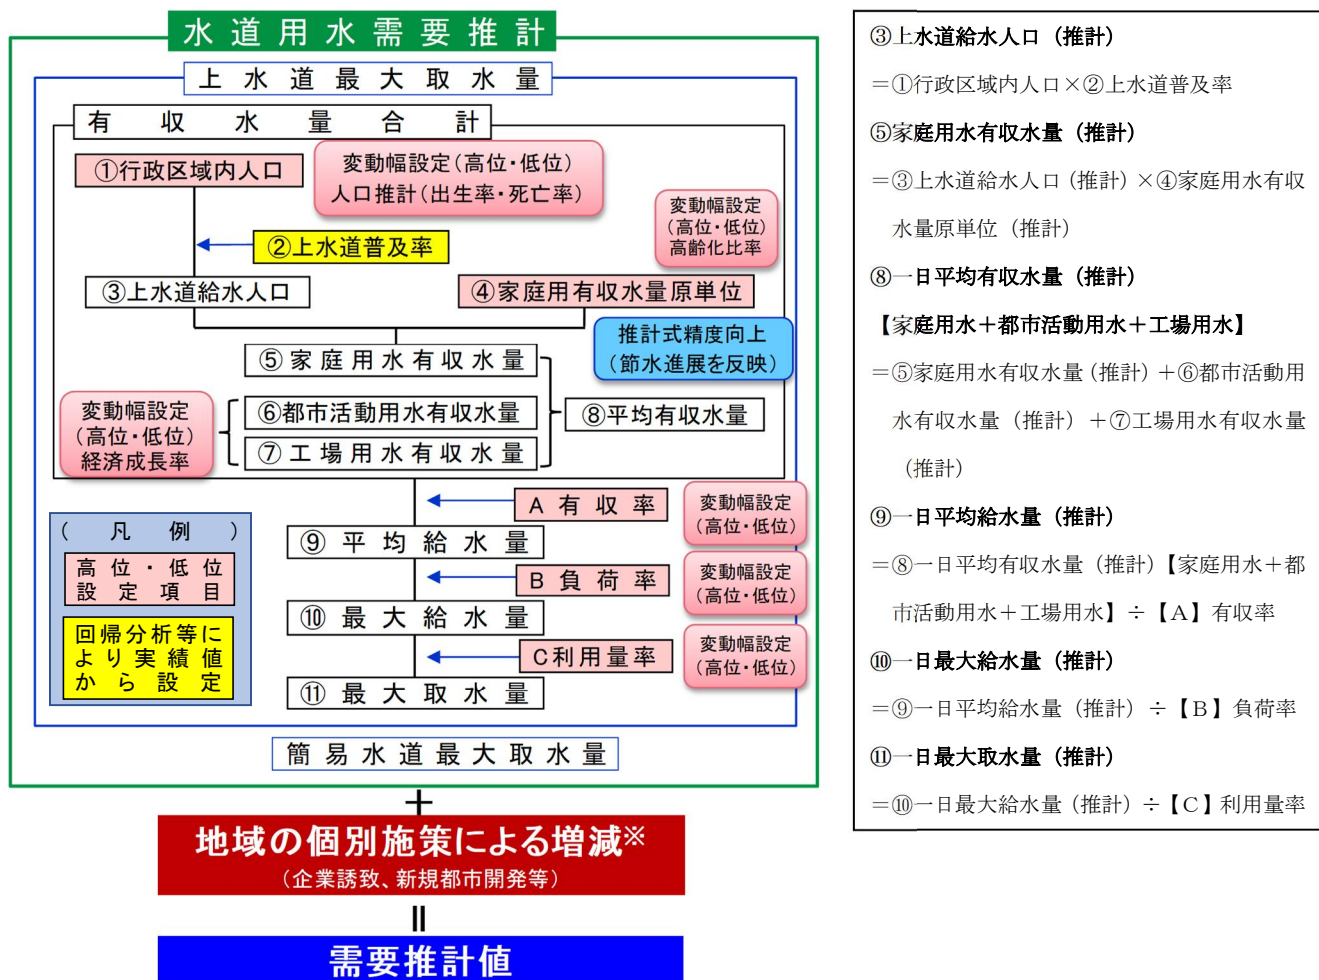 水道用水需要推計
上水道最大取水量
有収水量合計
①行政区域内人口
変動幅設定(高位・低位)
人口推計(出生率・死亡率)
変動幅設定
(高位・低位)
高齢化比率
②上水道普及率
③上水道給水人口
④家庭用有収水量原単位
推計式精度向上
(節水進展を反映)
⑤家庭用水有収水量
変動幅設定
(高位・低位)
経済成長率
⑥都市活動用水有収水量
⑦工場用水有収水量
⑧平均有収水量
A有収率
変動幅設定
(高位・低位)
⑨平均給水量
B負荷率
変動幅設定
(高位・低位)
⑩最大給水量
C利用量率
変動幅設定
(高位・低位)
⑪最大取水量
(凡例)
高位・低位
設定項目
回帰分析等に
より実績値
から設定
簡易水道最大取水量
＋
地域の個別施策による増減※
(企業誘致、新規都市開発等)
＝
需要推計値
③上水道給水人口（推計）
＝①行政区域内人口×②上水道普及率
⑤家庭用水有収水量（推計）
＝③上水道給水人口（推計）×④家庭用水有収
水量原単位（推計）
⑧一日平均有収水量（推計）
【家庭用水＋都市活動用水＋工場用水】
＝⑤家庭用水有収水量（推計）＋⑥都市活動用
水有収水量（推計）＋⑦工場用水有収水量
（推計）
⑨一日平均給水量（推計）
＝⑧一日平均有収水量（推計）【家庭用水＋都
市活動用水＋工場用水】÷【A】有収率
⑩一日最大給水量（推計）
＝⑨一日平均給水量（推計）÷【B】負荷率
⑪一日最大取水量（推計）
＝⑩一日最大給水量（推計）÷【C】利用量率